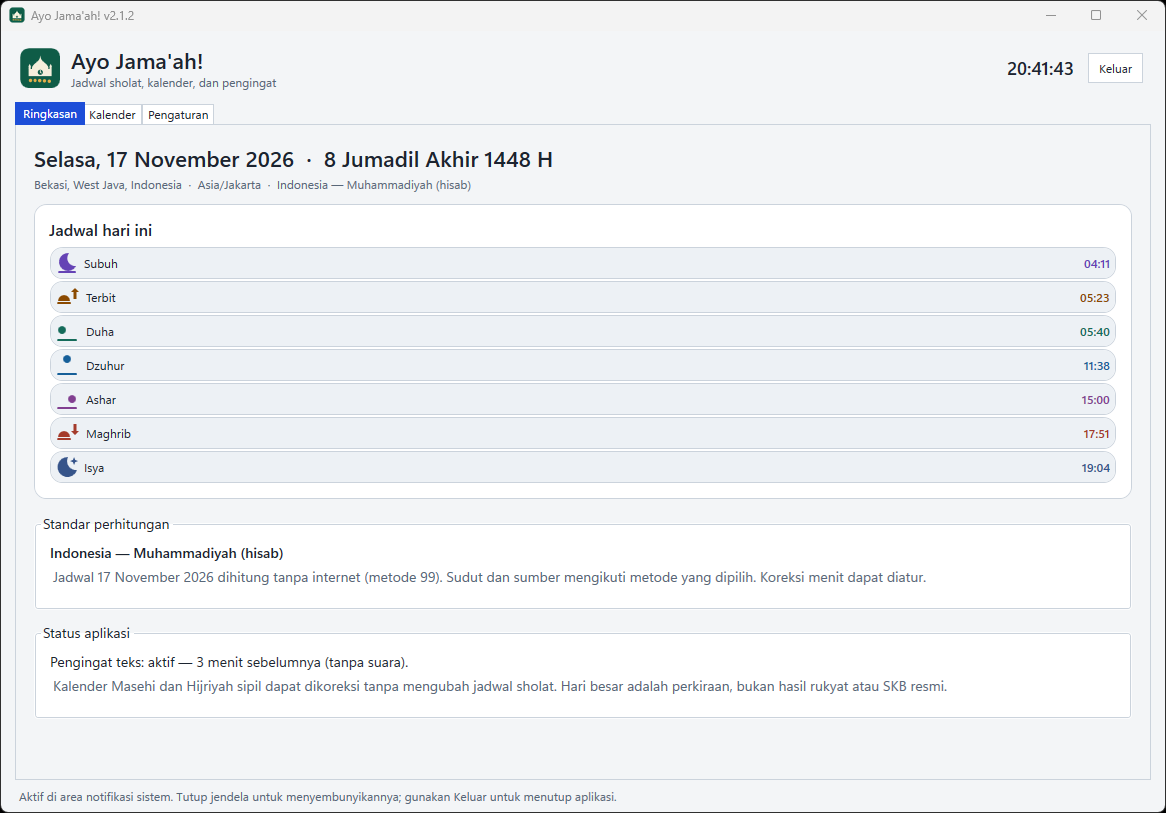 Ayo Jama'ah! v2.1.2
Ayo Jama'ah!
Jadwal sholat, kalender, dan pengingat
20:41:43
Keluar
Ringkasan
Kalender
Pengaturan
Selasa, 17 November 2026 · 8 Jumadil Akhir 1448 H
Bekasi, West Java, Indonesia · Asia/Jakarta · Indonesia — Muhammadiyah (hisab)
Jadwal hari ini
Subuh 04:11
Terbit 05:23
Duha 05:40
Dzuhur 11:38
Ashar 15:00
Maghrib 17:51
Isya 19:04
Standar perhitungan
Indonesia — Muhammadiyah (hisab)
Jadwal 17 November 2026 dihitung tanpa internet (metode 99). Sudut dan sumber mengikuti metode yang dipilih. Koreksi menit dapat diatur.
Status aplikasi
Pengingat teks: aktif — 3 menit sebelumnya (tanpa suara).
Kalender Masehi dan Hijriyah sipil dapat dikoreksi tanpa mengubah jadwal sholat. Hari besar adalah perkiraan, bukan hasil rukyat atau SKB resmi.
Aktif di area notifikasi sistem. Tutup jendela untuk menyembunyikannya; gunakan Keluar untuk menutup aplikasi.